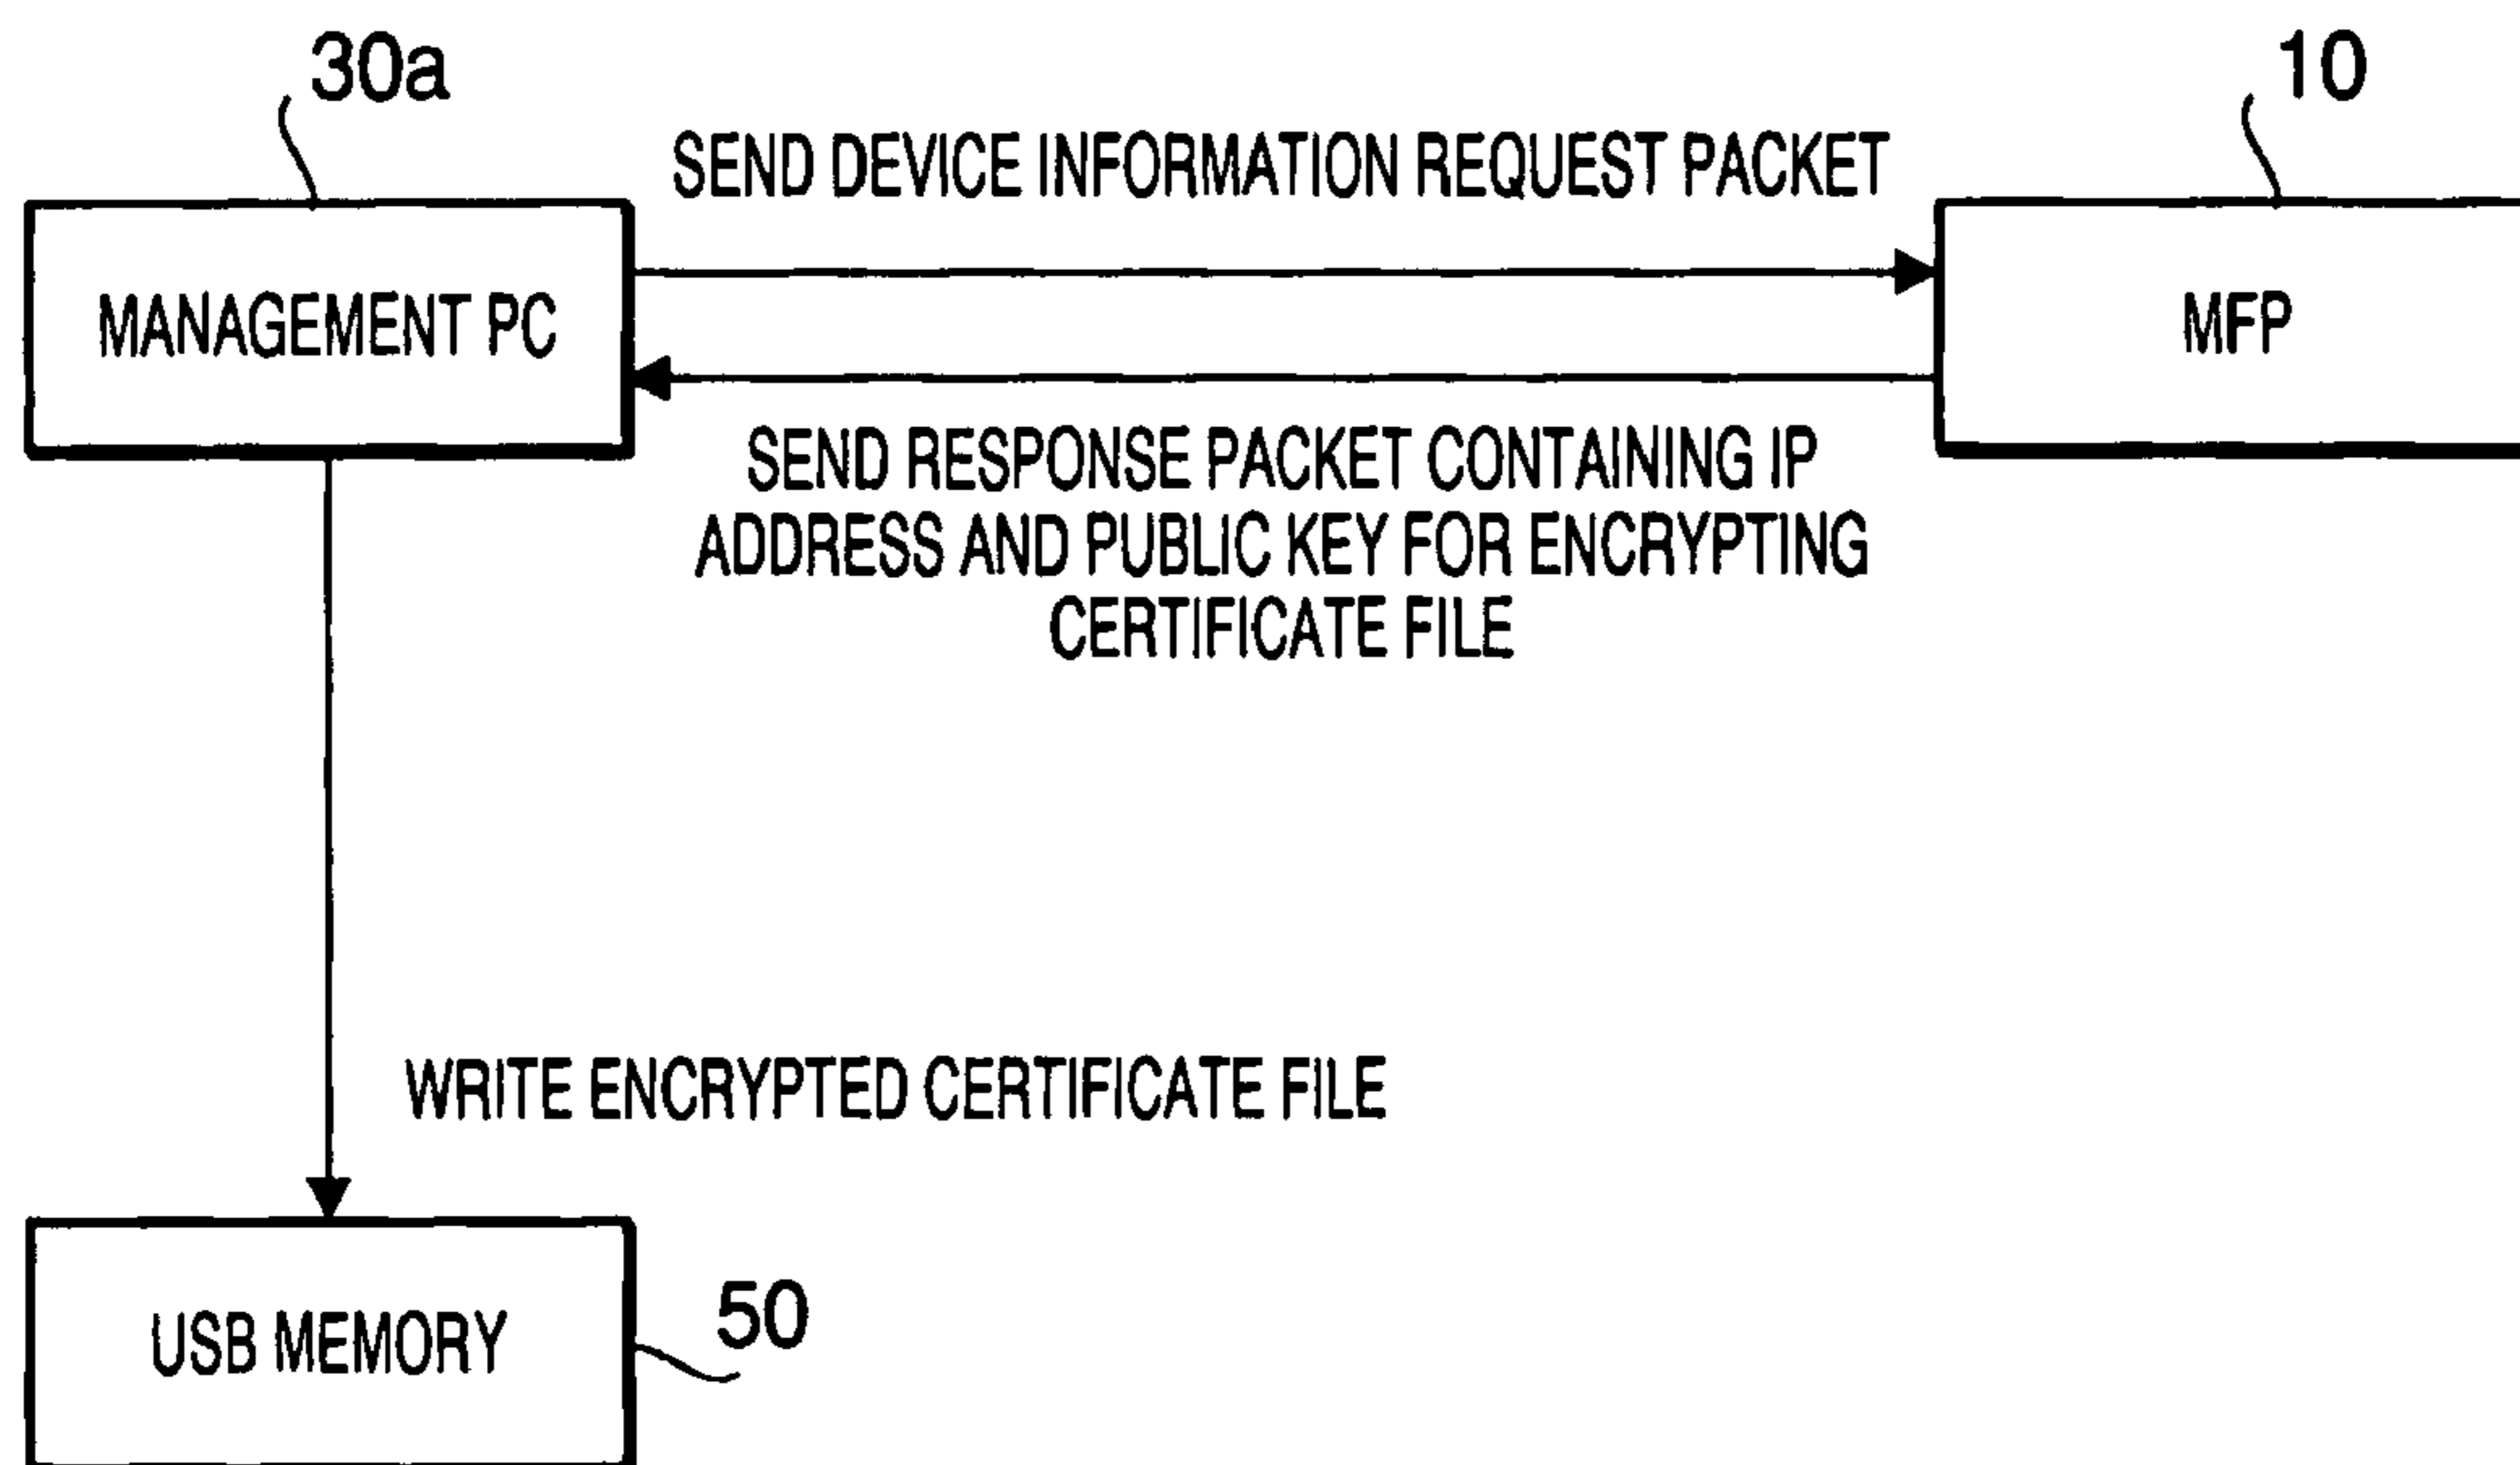 30a
10
SEND DEVICE INFORMATION REQUEST PACKET
MANAGEMENT PC
MFP
SEND RESPONSE PACKET CONTAINING IP
ADDRESS AND PUBLIC KEY FOR ENCRYPTING
CERTIFICATE FILE
WRITE ENCRYPTED CERTIFICATE FILE
USB MEMORY
50